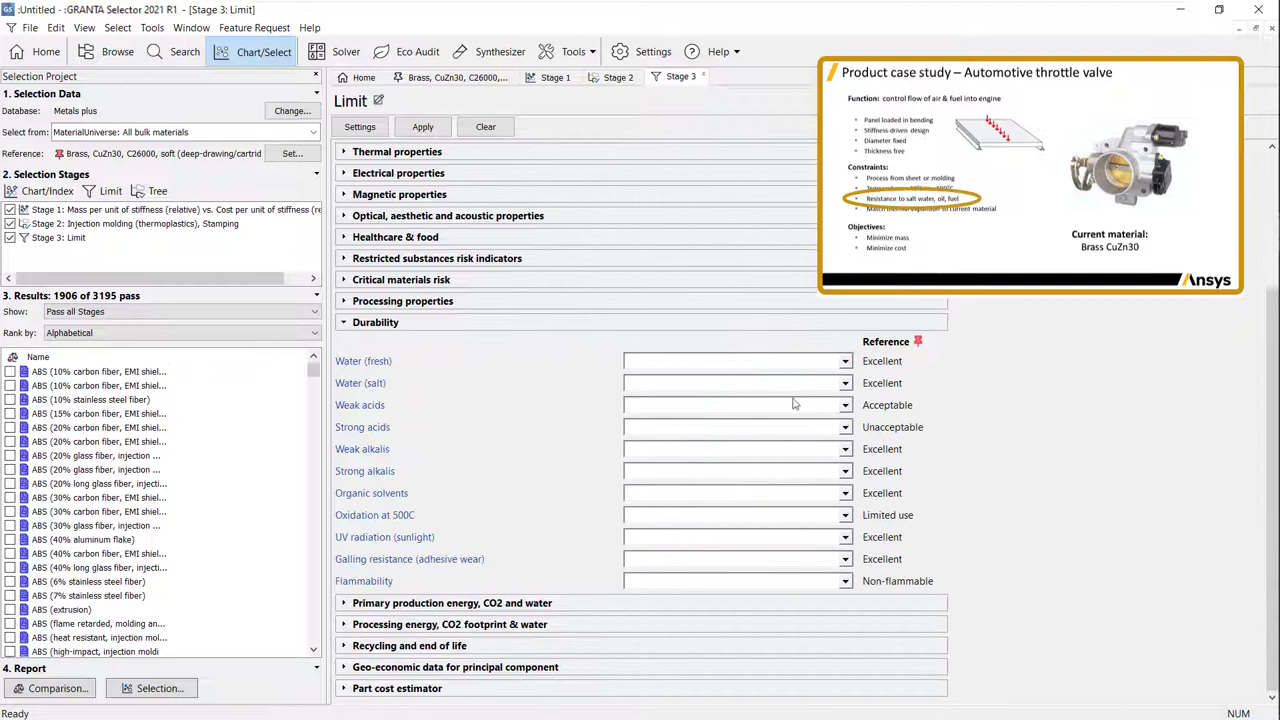 :Untitled - :GRANTA Selector 2021 R1 - [Stage 3: Limit]
File Edit View Select Tools Window Feature Request Help
Home Browse Search Chart/Select Solver Eco Audit Synthesizer Tools Settings Help
Selection Project
1. Selection Data
Database: Metals plus Change...
Select from: MaterialUniverse: All bulk materials
Reference: Brass, CuZn30, C26000, drawing/cartrid Set...
2. Selection Stages
Chart/Index Limit Tree
Stage 1: Mass per unit of stiffness (relative) vs. Cost per unit of stiffness (re
Stage 2: Injection molding (thermoplastics), Stamping
Stage 3: Limit
3. Results: 1906 of 3195 pass
Show: Pass all Stages
Rank by: Alphabetical
Name
ABS (10% carbon fiber, EMI shiel...
ABS (10% carbon fiber, EMI shiel...
ABS (10% stainless steel fiber)
ABS (15% carbon fiber, EMI shiel...
ABS (20% carbon fiber, EMI shiel...
ABS (20% carbon fiber, injection ...
ABS (20% glass fiber, injection ...
ABS (20% glass fiber, injection ...
ABS (20% long glass fiber, injection ...
ABS (30% carbon fiber, EMI shiel...
ABS (30% carbon fiber, EMI shiel...
ABS (30% glass fiber, injection ...
ABS (40% aluminum flake)
ABS (40% carbon fiber, EMI shiel...
ABS (40% long glass fiber, injection ...
ABS (6% stainless steel fiber)
ABS (7% stainless steel fiber)
ABS (extrusion)
ABS (flame retarded, molding an...
ABS (heat resistant, injection mol...
ABS (high-impact, injection moldi
4. Report
Comparison... Selection...
Ready
Home Brass, CuZn30, C26000,... Stage 1 Stage 2 Stage 3
Limit
Settings Apply Clear
Thermal properties
Electrical properties
Magnetic properties
Optical, aesthetic and acoustic properties
Healthcare & food
Restricted substances risk indicators
Critical materials risk
Processing properties
Durability
Reference
Water (fresh) Excellent
Water (salt) Excellent
Weak acids Acceptable
Strong acids Unacceptable
Weak alkalis Excellent
Strong alkalis Excellent
Organic solvents Excellent
Oxidation at 500C Limited use
UV radiation (sunlight) Excellent
Galling resistance (adhesive wear) Excellent
Flammability Non-flammable
Primary production energy, CO2 and water
Processing energy, CO2 footprint & water
Recycling and end of life
Geo-economic data for principal component
Part cost estimator
Product case study – Automotive throttle valve
Function: control flow of air & fuel into engine
Panel loaded in bending
Stiffness-driven design
Diameter fixed
Thickness free
Constraints:
Process from sheet or molding
Resistance to salt water, oil, fuel
Match thermal expansion to current material
Objectives:
Minimize mass
Minimize cost
Current material:
Brass CuZn30
Ansys
NUM